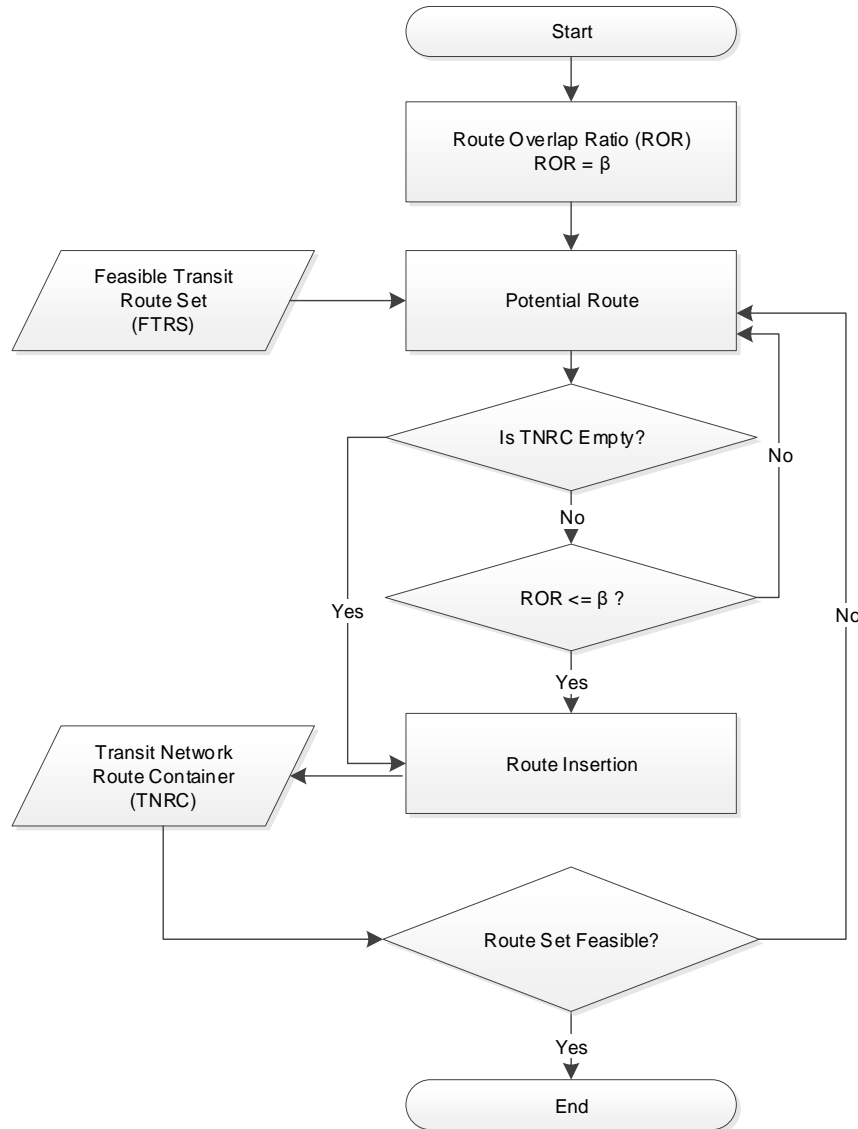 Start
Route Overlap Ratio (ROR)
ROR = β
Feasible Transit
Route Set
(FTRS)
Potential Route
Is TNRC Empty?
No
No
ROR <= β ?
Yes
No
Yes
Transit Network
Route Container
(TNRC)
Route Insertion
Route Set Feasible?
Yes
End